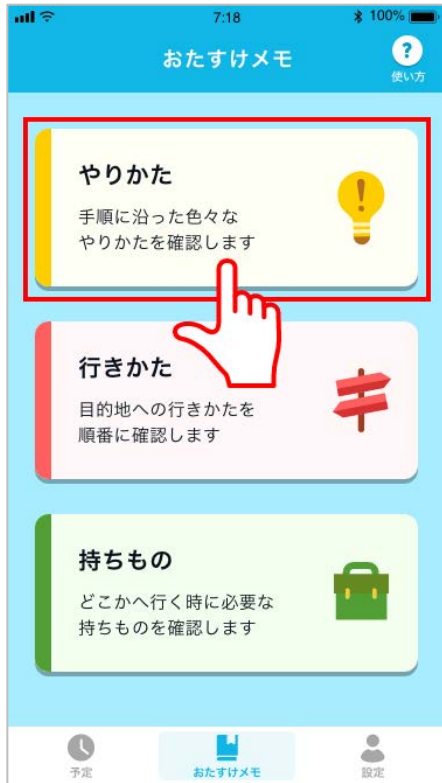 7:18
100%
おたすけメモ
?
使い方
やりかた
手順に沿った色々な
やりかたを確認します
行きかた
目的地への行きかたを
順番に確認します
持ちもの
どこかへ行く時に必要な
持ちものを確認します
予定
おたすけメモ
設定